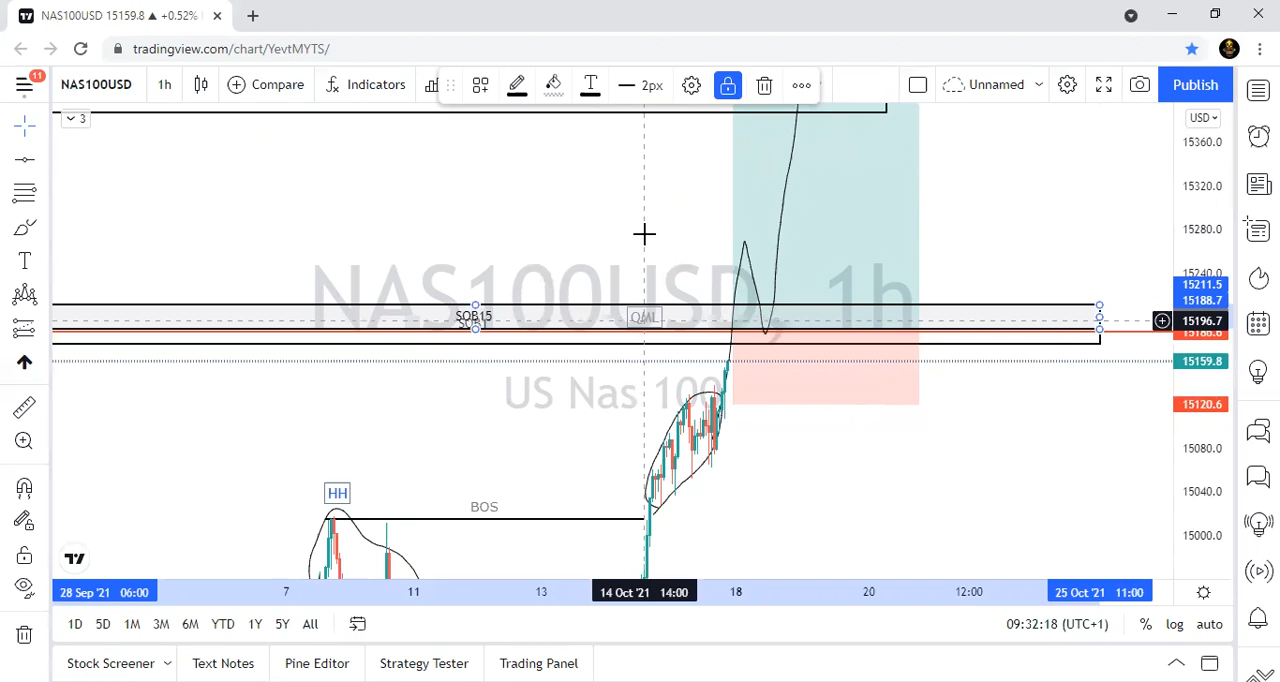 NAS100USD 15159.8 ▲ +0.52%
tradingview.com/chart/YevtMYTS/
11 NAS100USD 1h Compare Indicators 2px Unnamed Publish
3 USD
15360.0
15320.0
15280.0
15240.0
NAS100USD, 1h
15211.5
15188.7
SOB15 QML 15196.7
15159.8
US Nas 100
15120.6
15080.0
15040.0
HH
BOS
15000.0
28 Sep '21 06:00 7 11 13 14 Oct '21 14:00 18 20 12:00 25 Oct '21 11:00
1D 5D 1M 3M 6M YTD 1Y 5Y All 09:32:18 (UTC+1) % log auto
Stock Screener Text Notes Pine Editor Strategy Tester Trading Panel